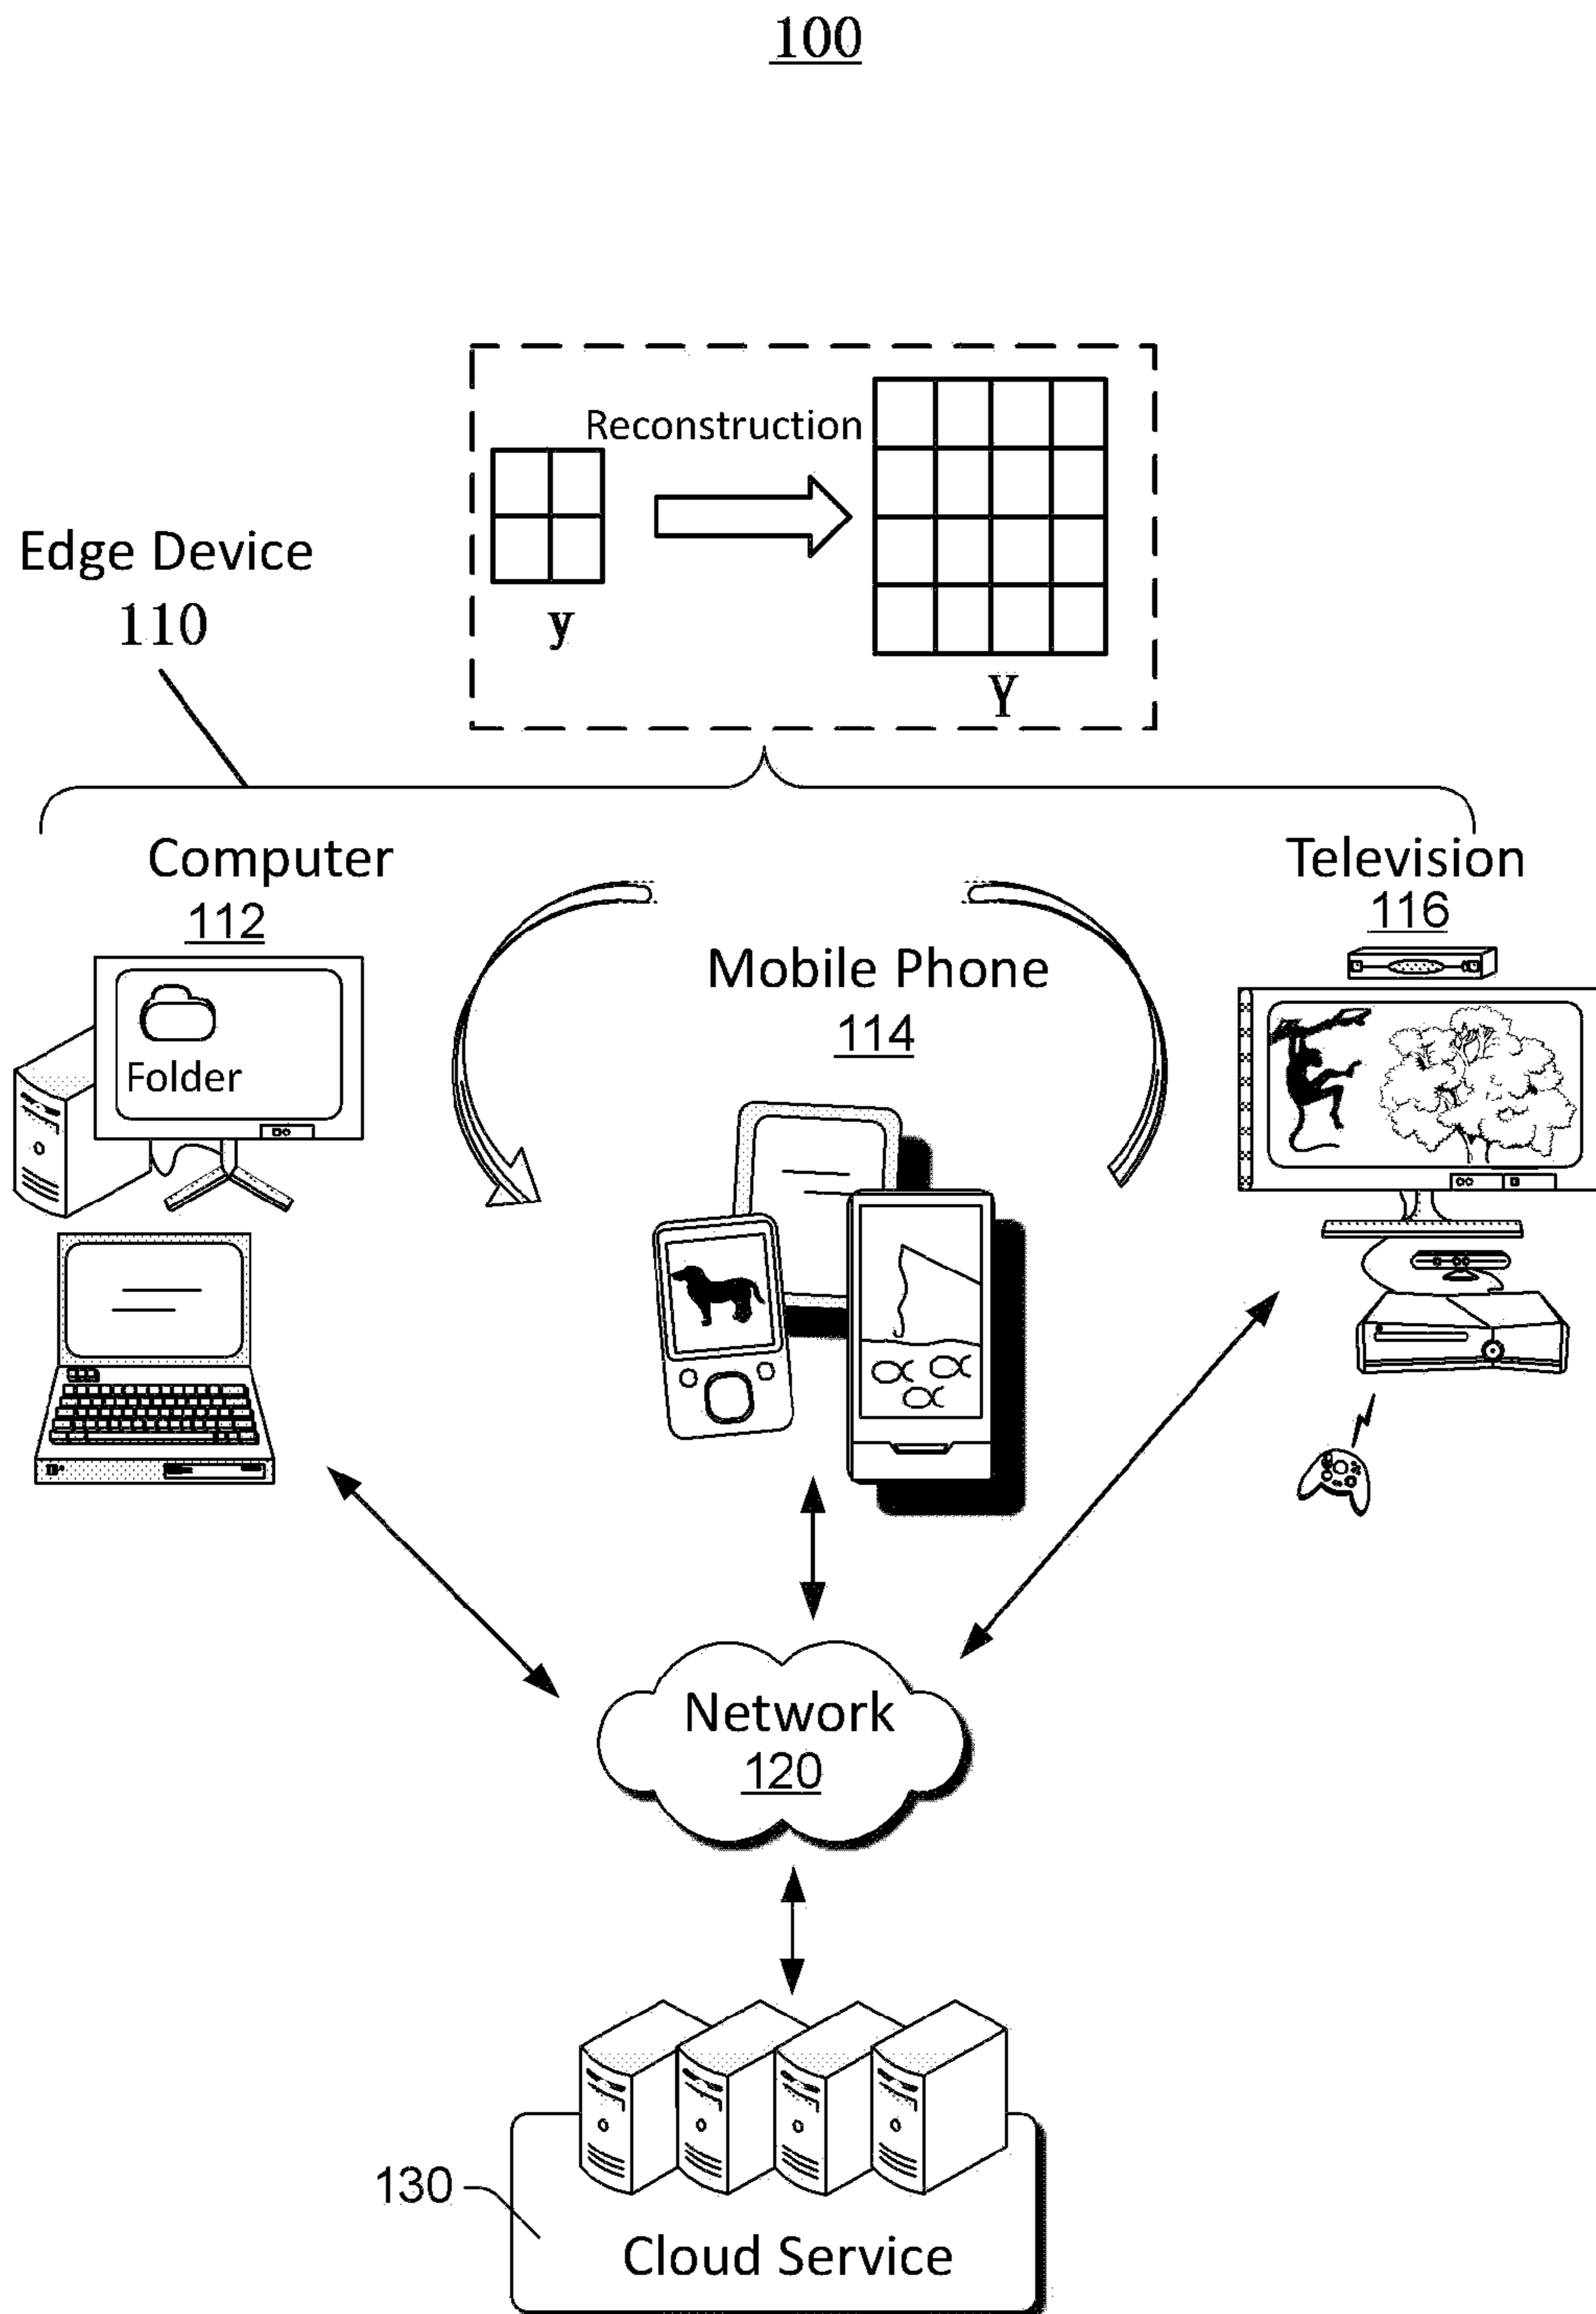 100
Reconstruction
y
Y
Edge Device
110
Computer
112
Folder
Mobile Phone
114
Television
116
Network
120
130
Cloud Service